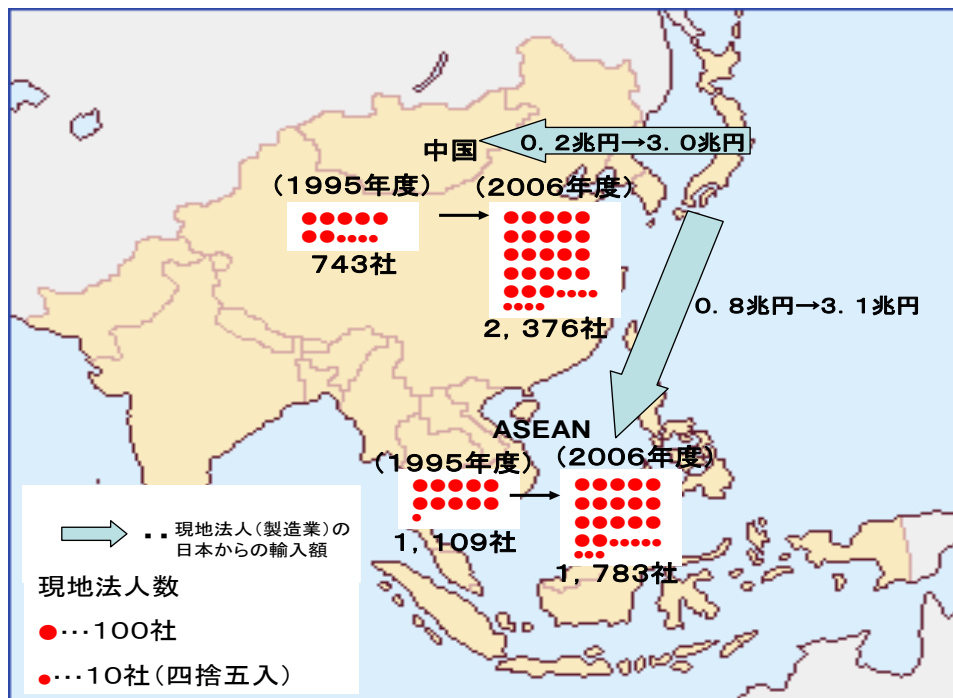 0．2兆円→3．0兆円
中国
（1995年度）
（2006年度）
743社
2，376社
0．8兆円→3．1兆円
ASEAN
（1995年度）
（2006年度）
1，109社
1，783社
‥現地法人（製造業）の
日本からの輸入額
現地法人数
●…100社
●…10社（四捨五入）